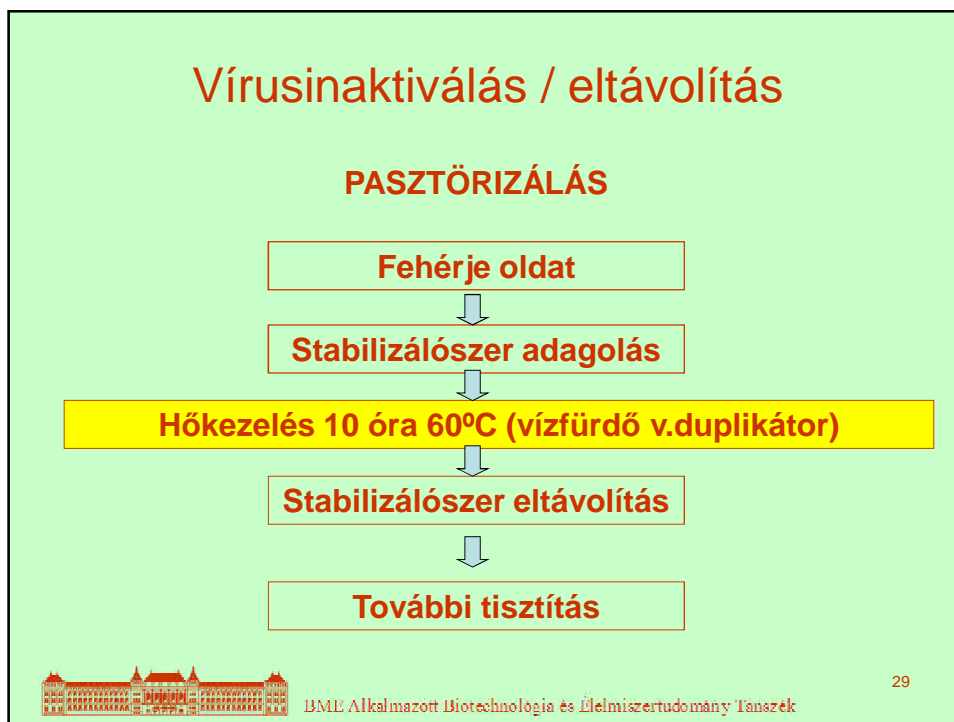 Vírusinaktiválás / eltávolítás
PASZTÖRIZÁLÁS
Fehérje oldat
Stabilizálószer adagolás
Hőkezelés 10 óra 60ºC (vízfürdő v.duplikátor)
Stabilizálószer eltávolítás
További tisztítás
BME Alkalmazott Biotechnológia és Élelmiszertudomány Tanszék
29